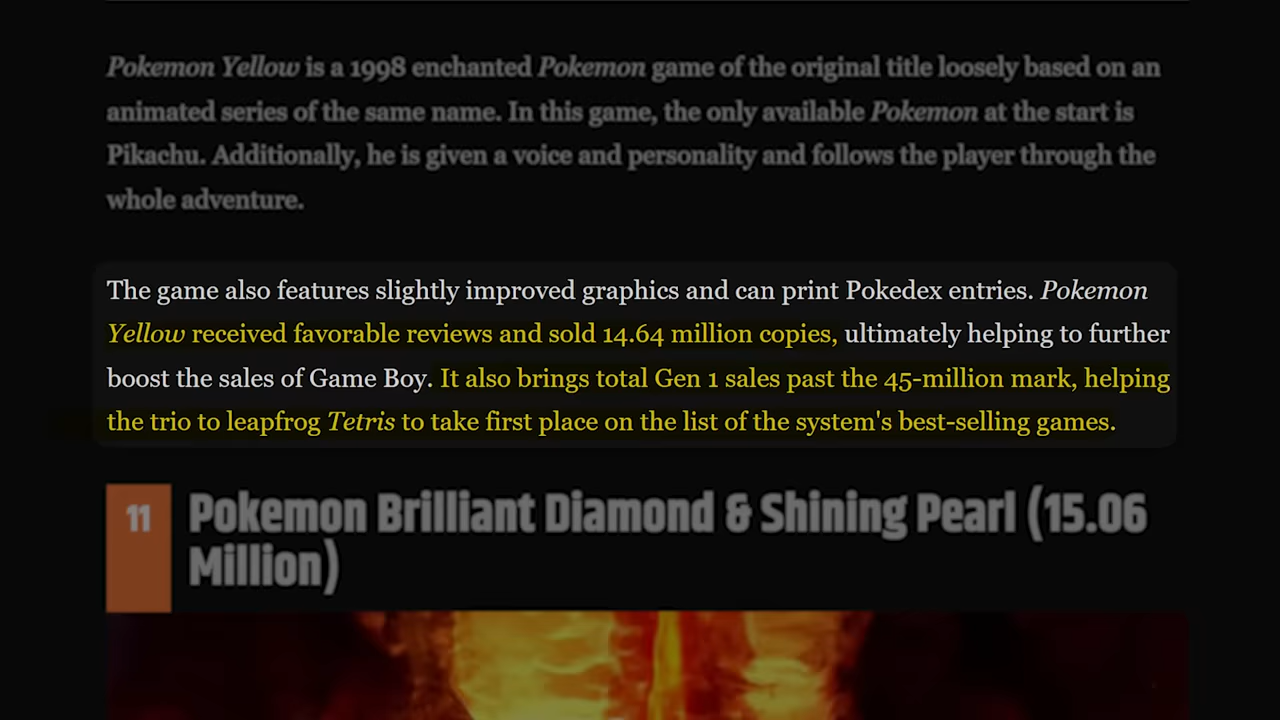 Pokemon Yellow is a 1998 enchanted Pokemon game of the original title loosely based on an
animated series of the same name. In this game, the only available Pokemon at the start is
Pikachu. Additionally, he is given a voice and personality and follows the player through the
whole adventure.
The game also features slightly improved graphics and can print Pokedex entries. Pokemon
Yellow received favorable reviews and sold 14.64 million copies, ultimately helping to further
boost the sales of Game Boy. It also brings total Gen 1 sales past the 45-million mark, helping
the trio to leapfrog Tetris to take first place on the list of the system's best-selling games.
11
Pokemon Brilliant Diamond & Shining Pearl (15.06
Million)